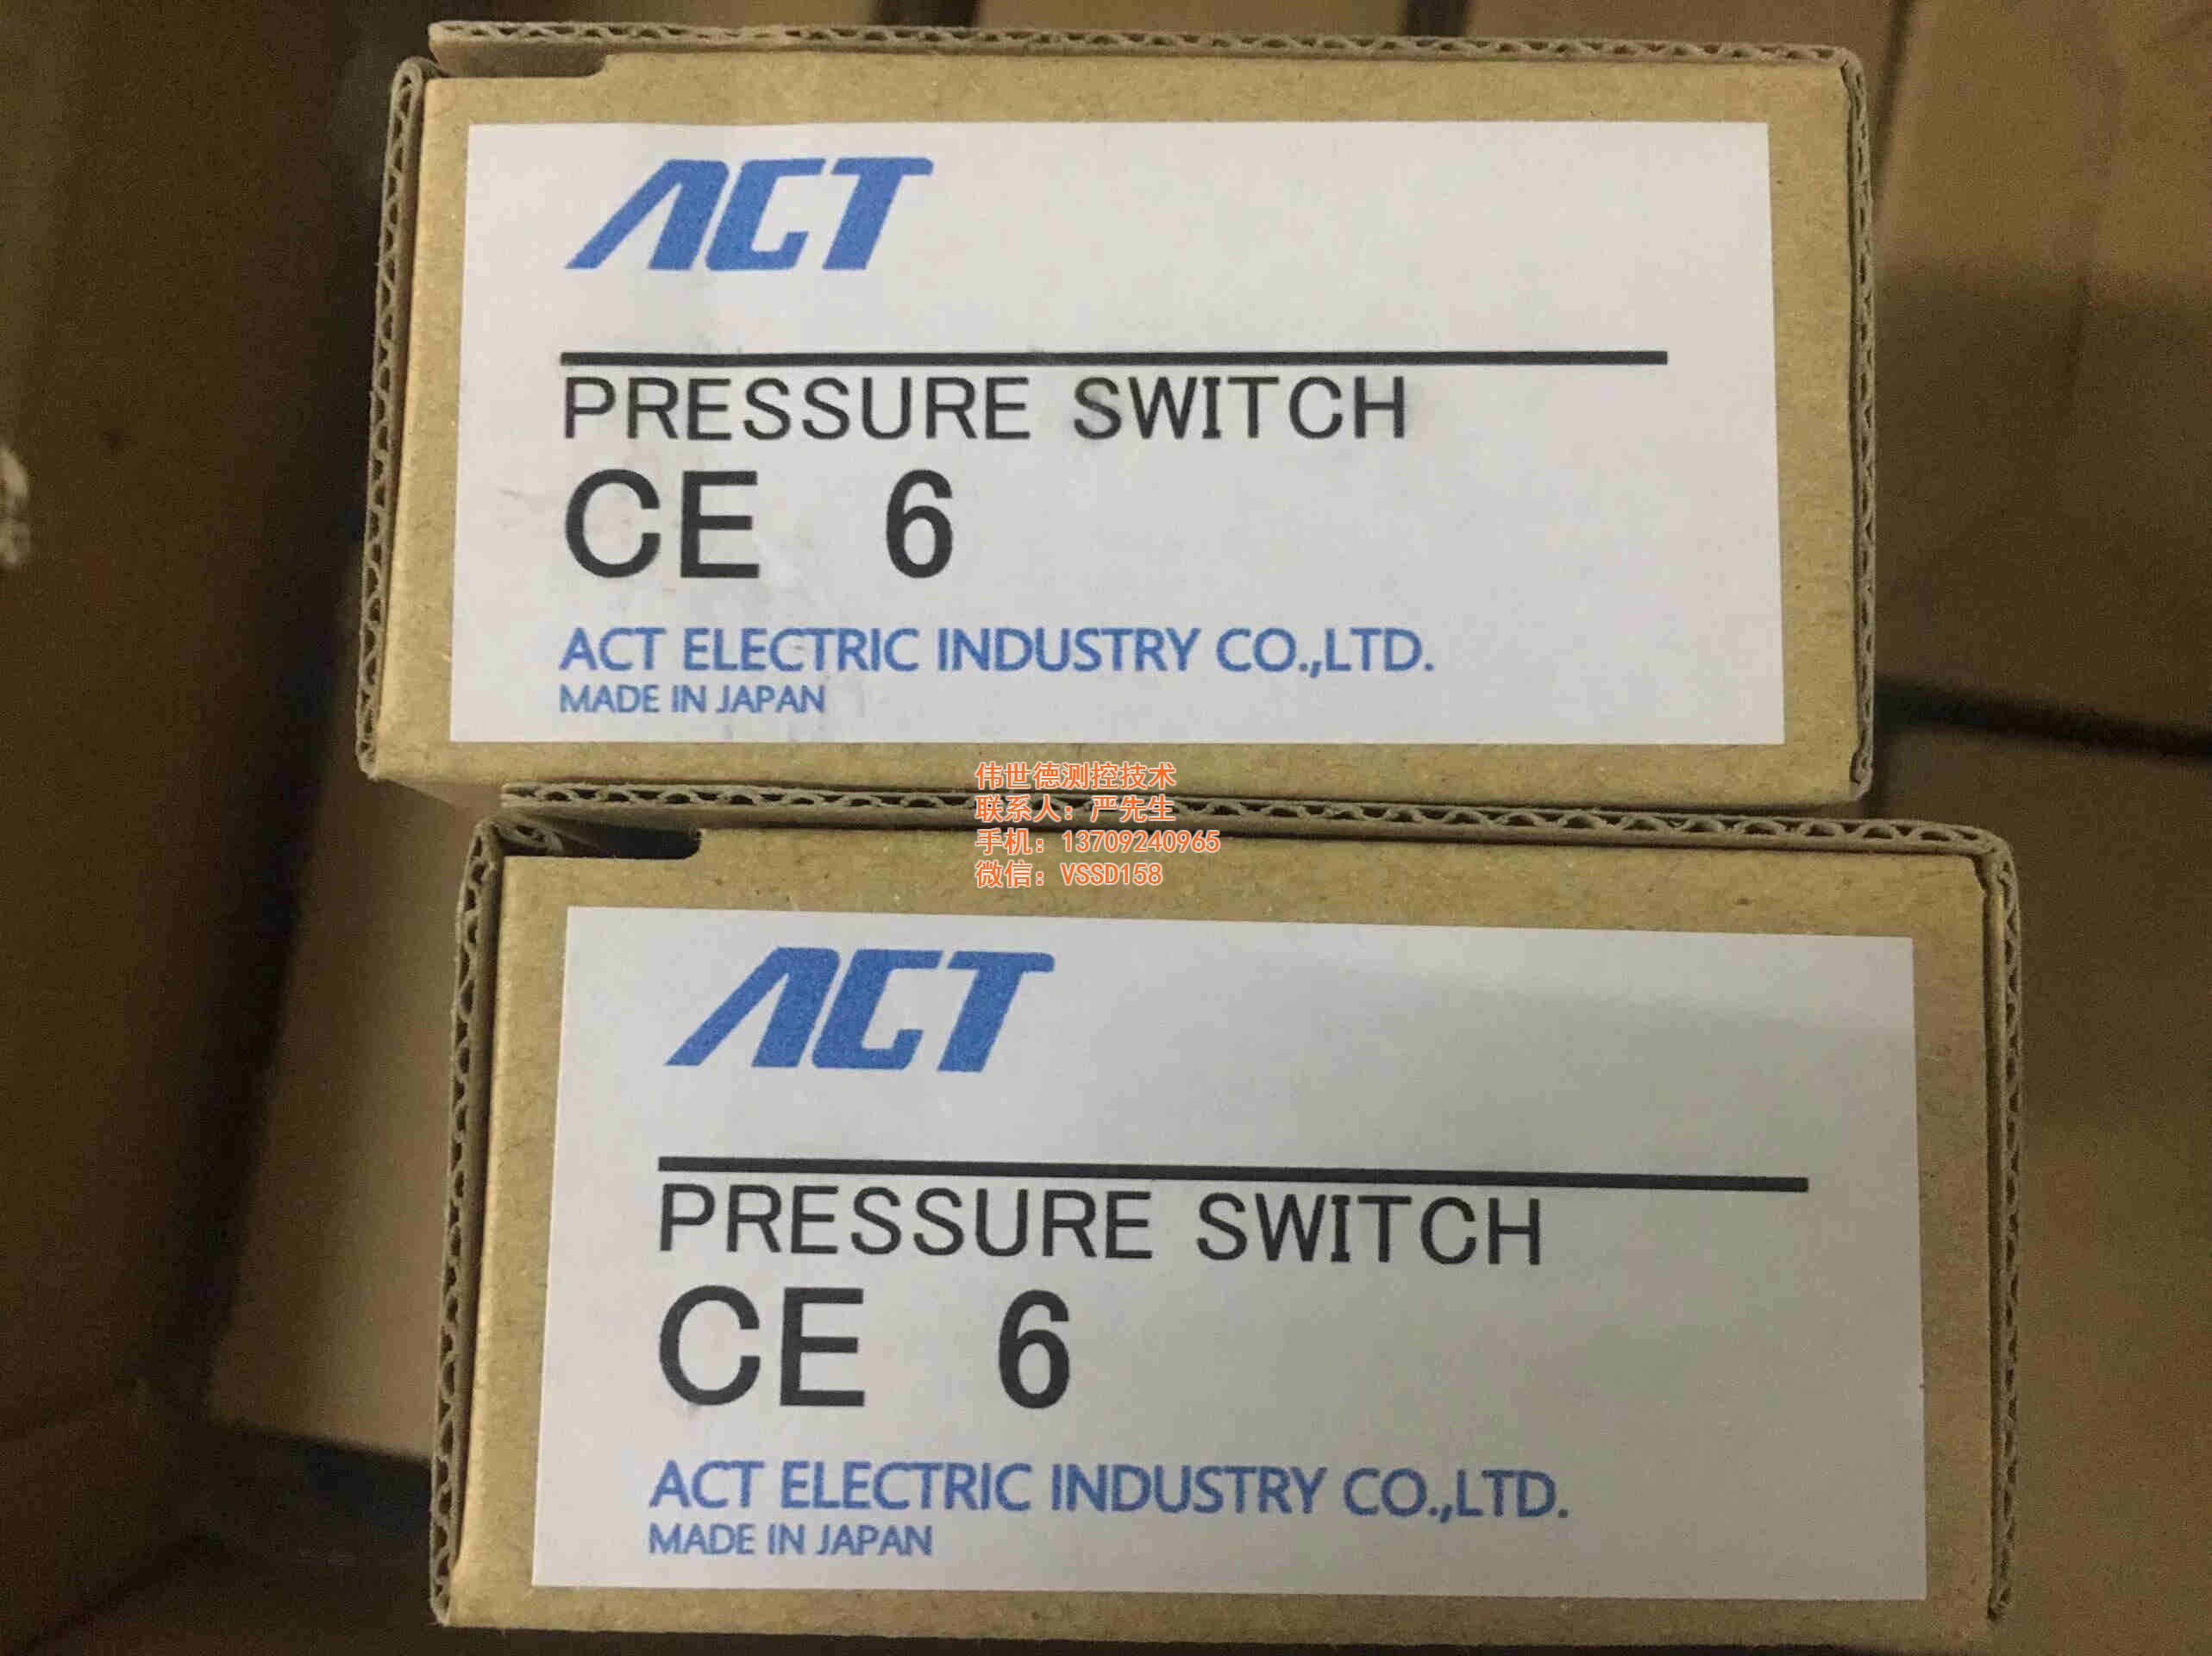 ACT
PRESSURE SWITCH
CE 6
ACT ELECTRIC INDUSTRY CO.,LTD.
MADE IN JAPAN
伟世德测控技术
联系人：严先生
手机：13709240965
微信：VSSD158
ACT
PRESSURE SWITCH
CE 6
ACT ELECTRIC INDUSTRY CO.,LTD.
MADE IN JAPAN